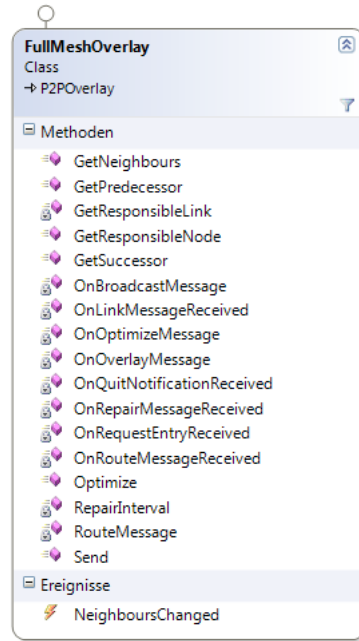 FullMeshOverlay
Class
P2POverlay
Methoden
GetNeighbours
GetPredecessor
GetResponsibleLink
GetResponsibleNode
GetSuccessor
OnBroadcastMessage
OnLinkMessageReceived
OnOptimizeMessage
OnOverlayMessage
OnQuitNotificationReceived
OnRepairMessageReceived
OnRequestEntryReceived
OnRouteMessageReceived
Optimize
RepairInterval
RouteMessage
Send
Ereignisse
NeighboursChanged